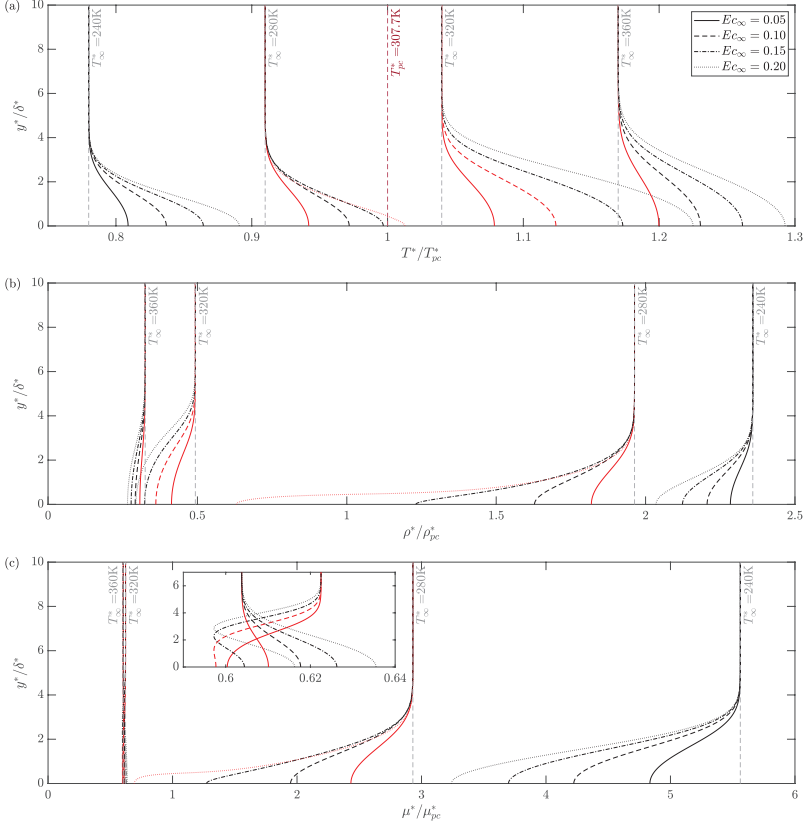 (a)
T*∞ =240K
T*∞ =280K
T*pc =307.7K
T*∞ =320K
T*∞ =360K
Ec∞ = 0.05
Ec∞ = 0.10
Ec∞ = 0.15
Ec∞ = 0.20
y*/δ*
10
8
6
4
2
0
0.8
0.9
1
1.1
1.2
1.3
T*/T*pc
(b)
T*∞ =360K
T*∞ =320K
T*∞ =280K
T*∞ =240K
y*/δ*
10
8
6
4
2
0
0
0.5
1
1.5
2
2.5
ρ*/ρ*pc
(c)
T*∞ =360K
T*∞ =320K
T*∞ =280K
T*∞ =240K
y*/δ*
10
8
6
4
2
0
6
4
2
0
0.6
0.62
0.64
0
1
2
3
4
5
6
μ*/μ*pc